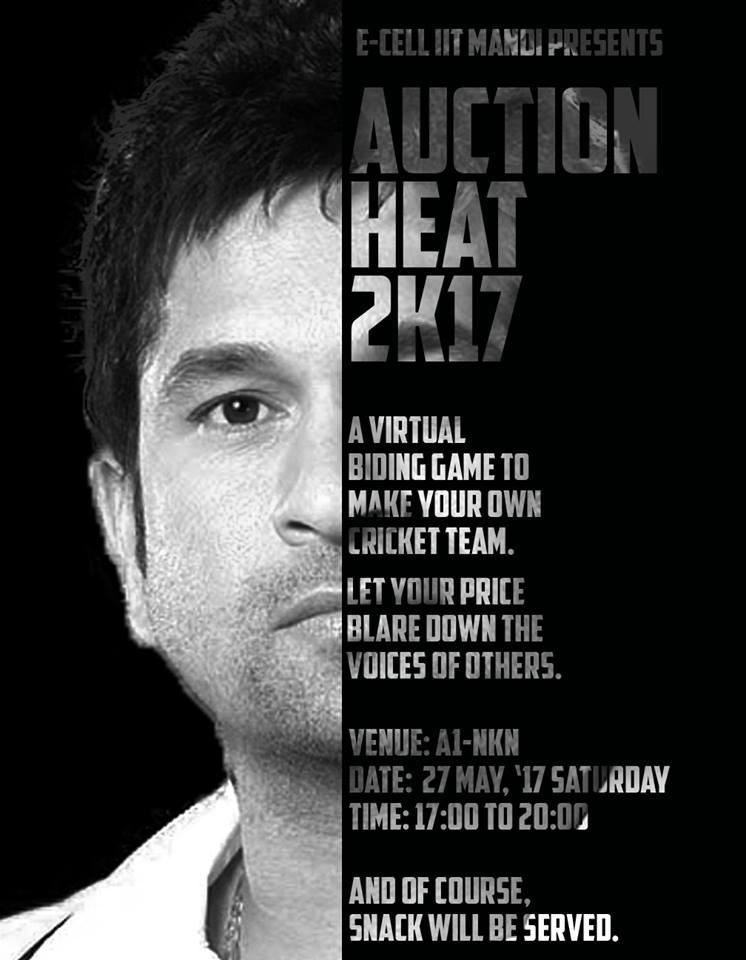 E-CELL IIT MANDI PRESENTS
AUCTION
HEAT
2K17
A VIRTUAL
BIDING GAME TO
MAKE YOUR OWN
CRICKET TEAM.
LET YOUR PRICE
BLARE DOWN THE
VOICES OF OTHERS.
VENUE: A1-NKN
DATE: 27 MAY, '17 SATURDAY
TIME: 17:00 TO 20:00
AND OF COURSE,
SNACK WILL BE SERVED.